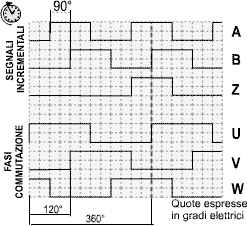 90°
SEGNALI
INCREMENTALI
A
B
Z
FASI
COMMUTAZIONE
U
V
W
120°
360°
Quote espresse
in gradi elettrici